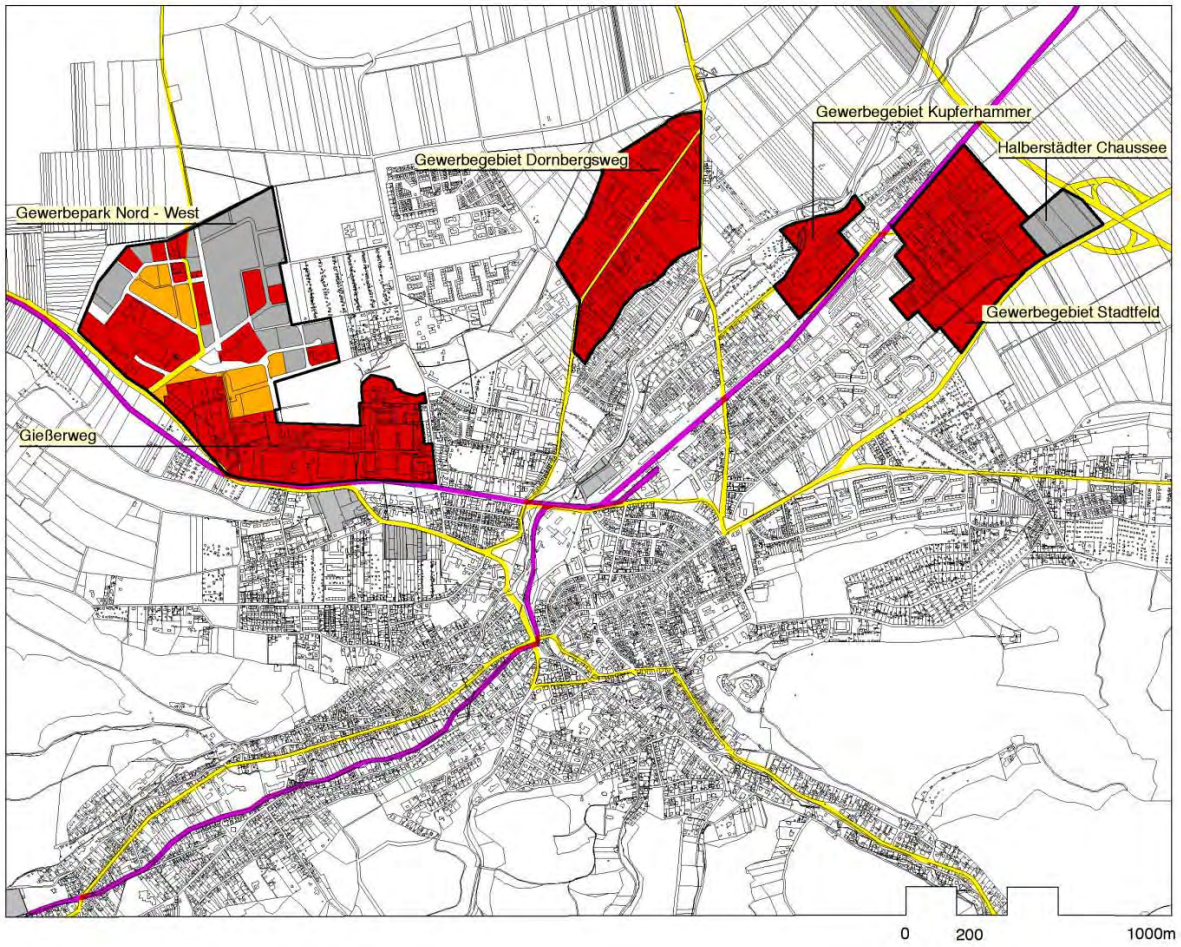 Gewerbegebiet Kupferhammer
Halberstädter Chaussee
Gewerbegebiet Dornbergsweg
Gewerbepark Nord - West
Gewerbegebiet Stadtfeld
Gießerweg
0 200 1000m